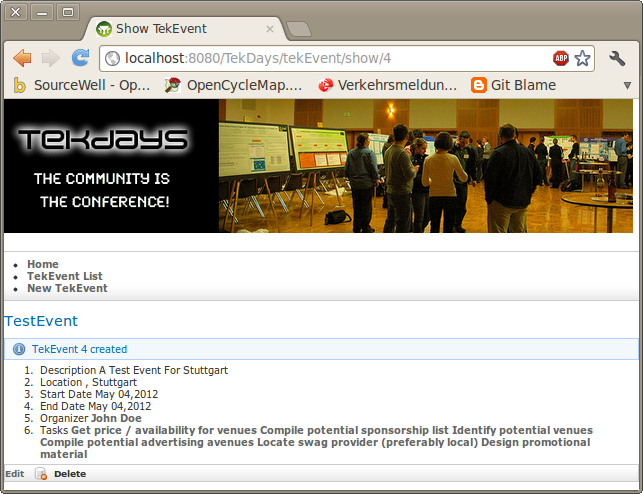 Show TekEvent
localhost:8080/TekDays/tekEvent/show/4
ABP
SourceWell - Op...
OpenCycleMap....
Verkehrsmeldun...
Git Blame
TEKDAYS
THE COMMUNITY IS
THE CONFERENCE!
Home
TekEvent List
New TekEvent
TestEvent
TekEvent 4 created
1. Description A Test Event For Stuttgart
2. Location , Stuttgart
3. Start Date May 04,2012
4. End Date May 04,2012
5. Organizer John Doe
6. Tasks Get price / availability for venues Compile potential sponsorship list Identify potential venues
Compile potential advertising avenues Locate swag provider (preferably local) Design promotional
material
Edit Delete